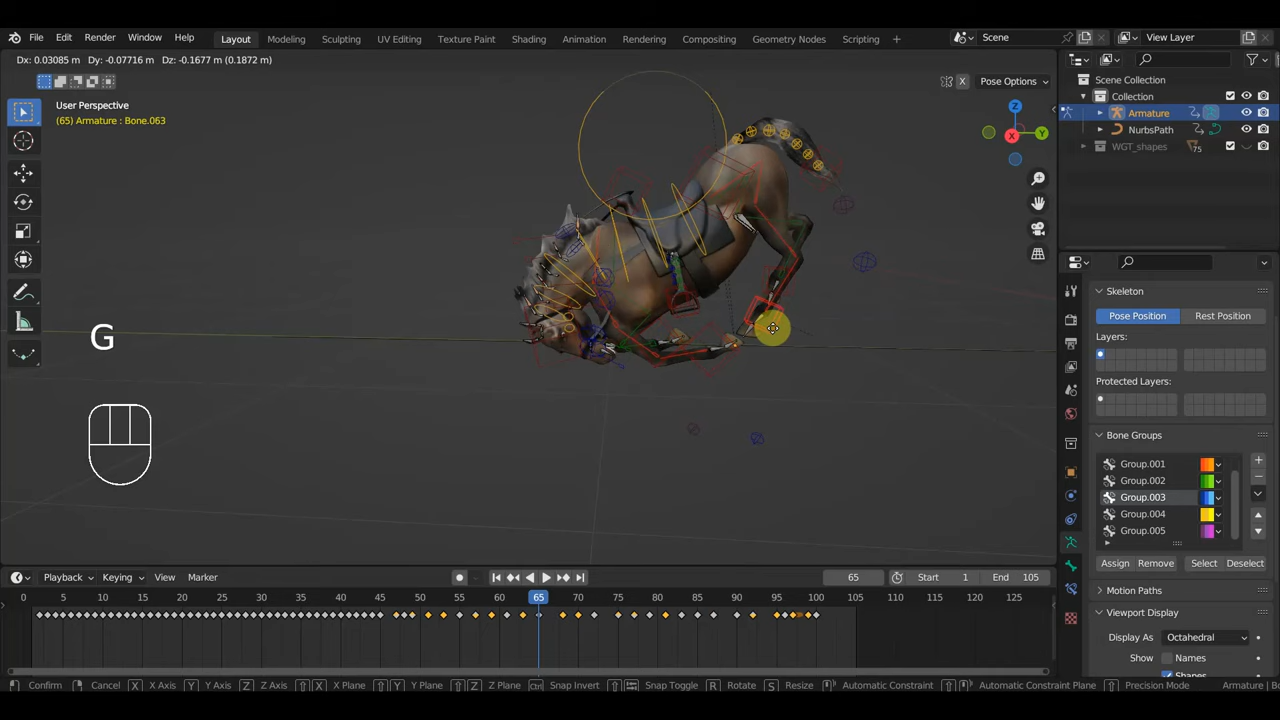 File Edit Render Window Help Layout Modeling Sculpting UV Editing Texture Paint Shading Animation Rendering Compositing Geometry Nodes Scripting + Scene View Layer
Dx: 0.03085 m Dy: -0.07716 m Dz: -0.1677 m (0.1872 m)
X Pose Options
Scene Collection
Collection
Armature
NurbsPath
WGT_shapes 75
User Perspective
(65) Armature : Bone.063
Z
Y
X
G
Skeleton
Pose Position Rest Position
Layers:
Protected Layers:
Bone Groups
Group.001
Group.002
Group.003
Group.004
Group.005
Assign Remove Select Deselect
Motion Paths
Viewport Display
Display As Octahedral
Show Names
Shapes
Playback Keying View Marker 65 Start 1 End 105
0 5 10 15 20 25 30 35 40 45 50 55 60 65 70 75 80 85 90 95 100 105 110 115 120 125
Confirm Cancel X X Axis Y Y Axis Z Z Axis X X Plane Y Y Plane Z Z Plane Ctrl Snap Invert Snap Toggle R Rotate S Resize Automatic Constraint Automatic Constraint Plane Precision Mode Armature | Bo